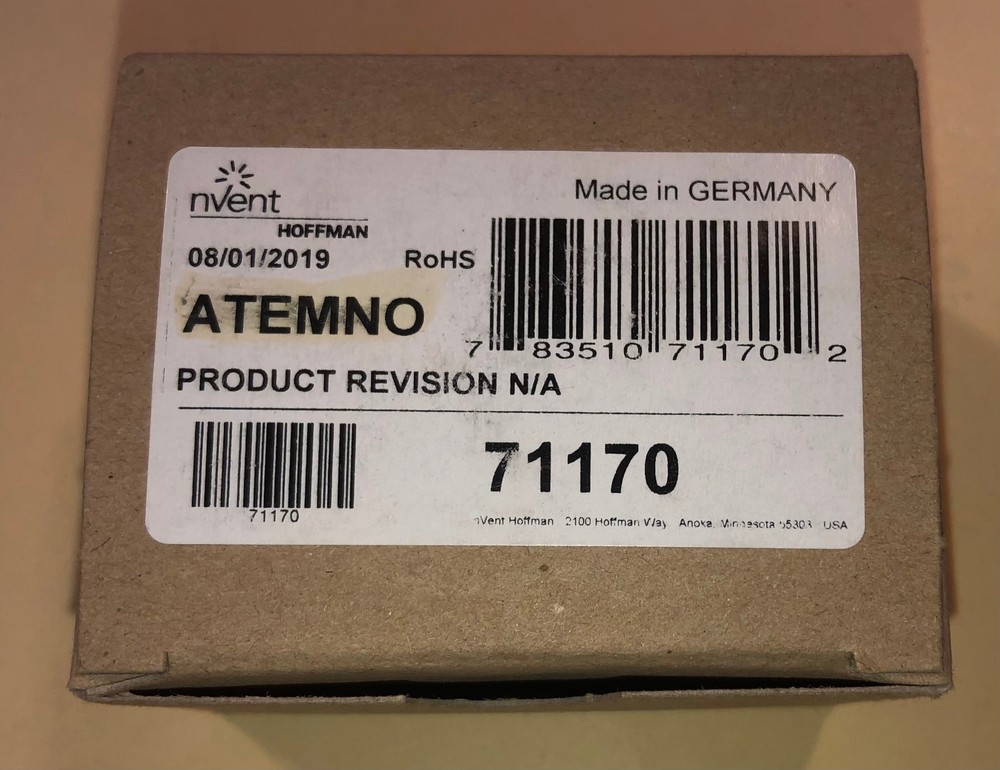 nVent
HOFFMAN
Made in GERMANY
08/01/2019 RoHS
ATEMNO
7 83510 71170 2
PRODUCT REVISION N/A
71170
71170
nVent Hoffman 2100 Hoffman Way Anoka, Minnesota 55303 USA